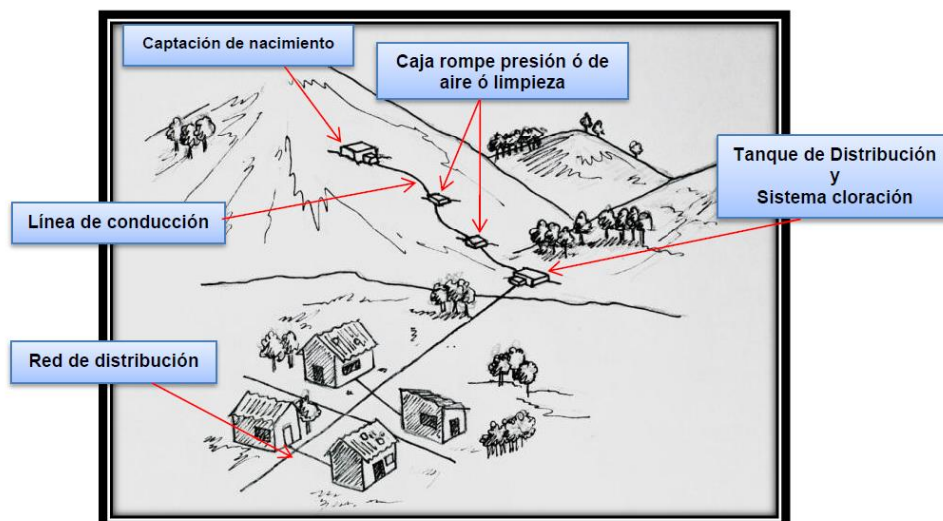 Captación de nacimiento
Caja rompe presión ó de
aire ó limpieza
Tanque de Distribución
y
Sistema cloración
Línea de conducción
Red de distribución